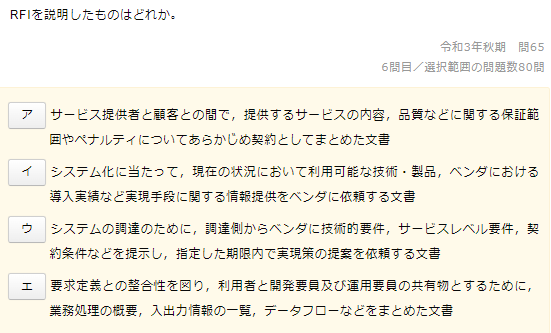 RFIを説明したものはどれか。
令和3年秋期　問65
6問目／選択範囲の問題数80問
ア サービス提供者と顧客との間で，提供するサービスの内容，品質などに関する保証範
囲やペナルティについてあらかじめ契約としてまとめた文書
イ システム化に当たって，現在の状況において利用可能な技術・製品，ベンダにおける
導入実績など実現手段に関する情報提供をベンダに依頼する文書
ウ システムの調達のために，調達側からベンダに技術的要件，サービスレベル要件，契
約条件などを提示し，指定した期限内で実現策の提案を依頼する文書
エ 要求定義との整合性を図り，利用者と開発要員及び運用要員の共有物とするために，
業務処理の概要，入出力情報の一覧，データフローなどをまとめた文書